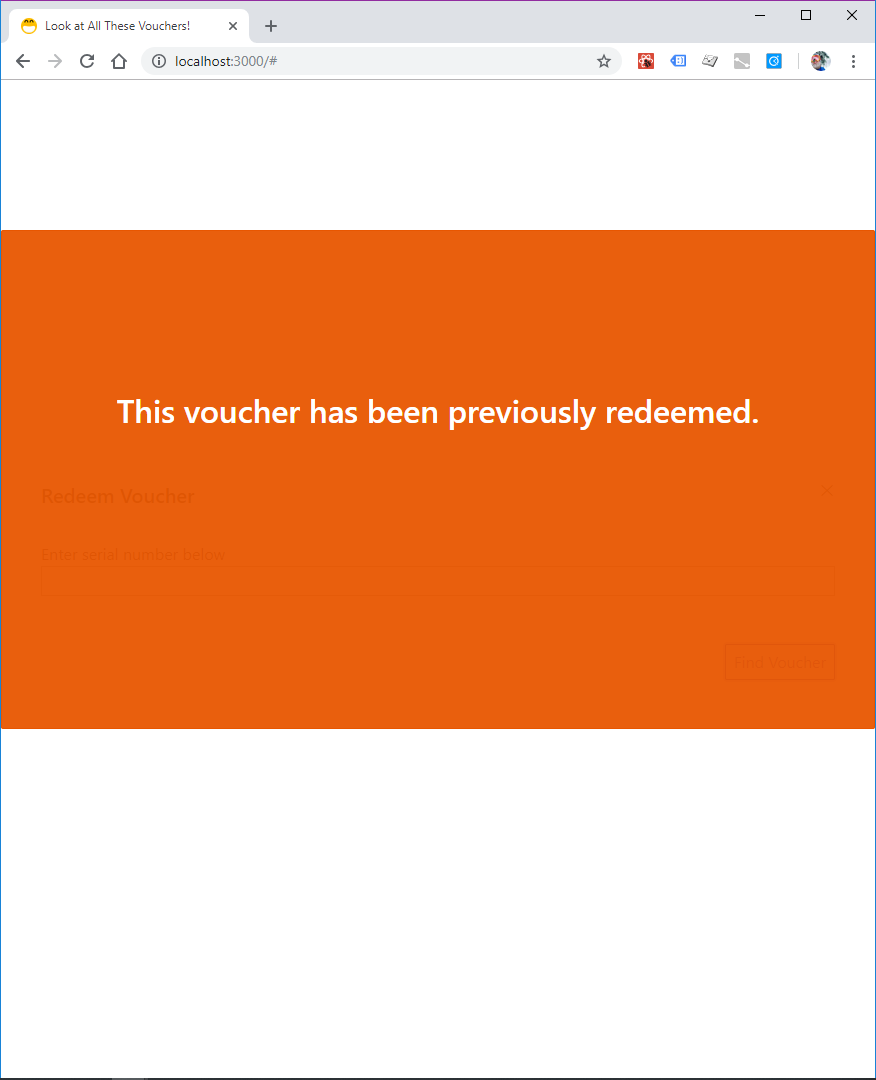 Look at All These Vouchers!
localhost:3000/#
This voucher has been previously redeemed.
Redeem Voucher
Enter serial number below
Find Voucher